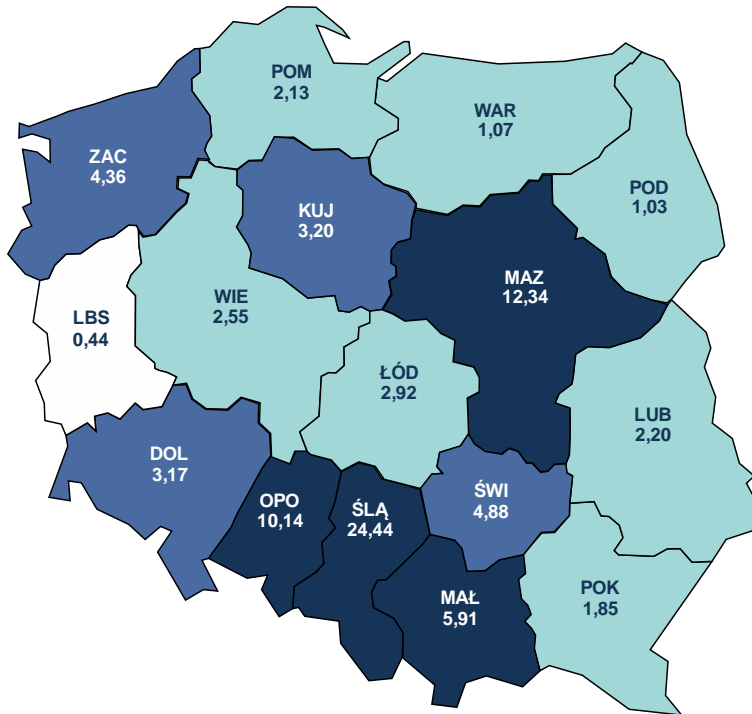 POM
2,13
WAR
1,07
ZAC
4,36
POD
1,03
KUJ
3,20
MAZ
12,34
WIE
2,55
LBS
0,44
ŁÓD
2,92
LUB
2,20
DOL
3,17
OPO
10,14
ŚLĄ
24,44
ŚWI
4,88
MAŁ
5,91
POK
1,85